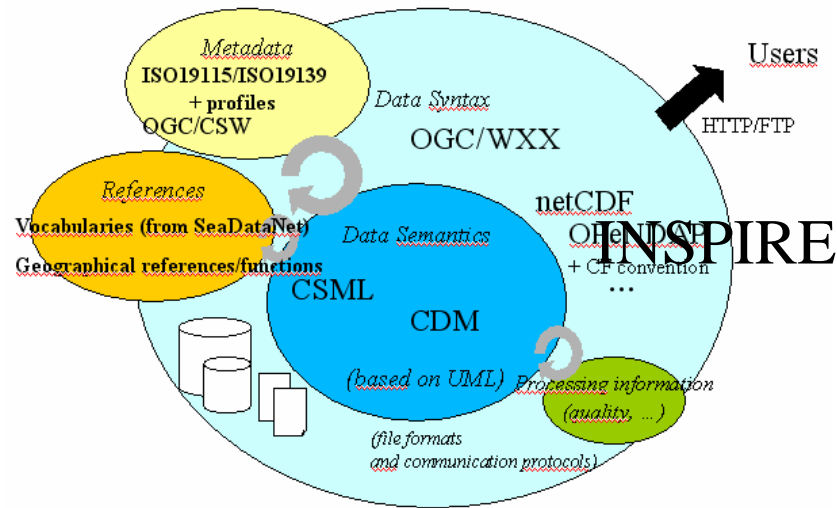 Metadata
ISO19115/ISO19139
+ profiles
OGC/CSW
Data Syntax
OGC/WXX
Users
HTTP/FTP
References
Vocabularies (from SeaDataNet)
Geographical references/functions
Data Semantics
CSML
CDM
(based on UML)
netCDF
OPeNDAP
+ CF convention
...
INSPIRE
Processing information
(quality, ...)
(file formats
and communication protocols)